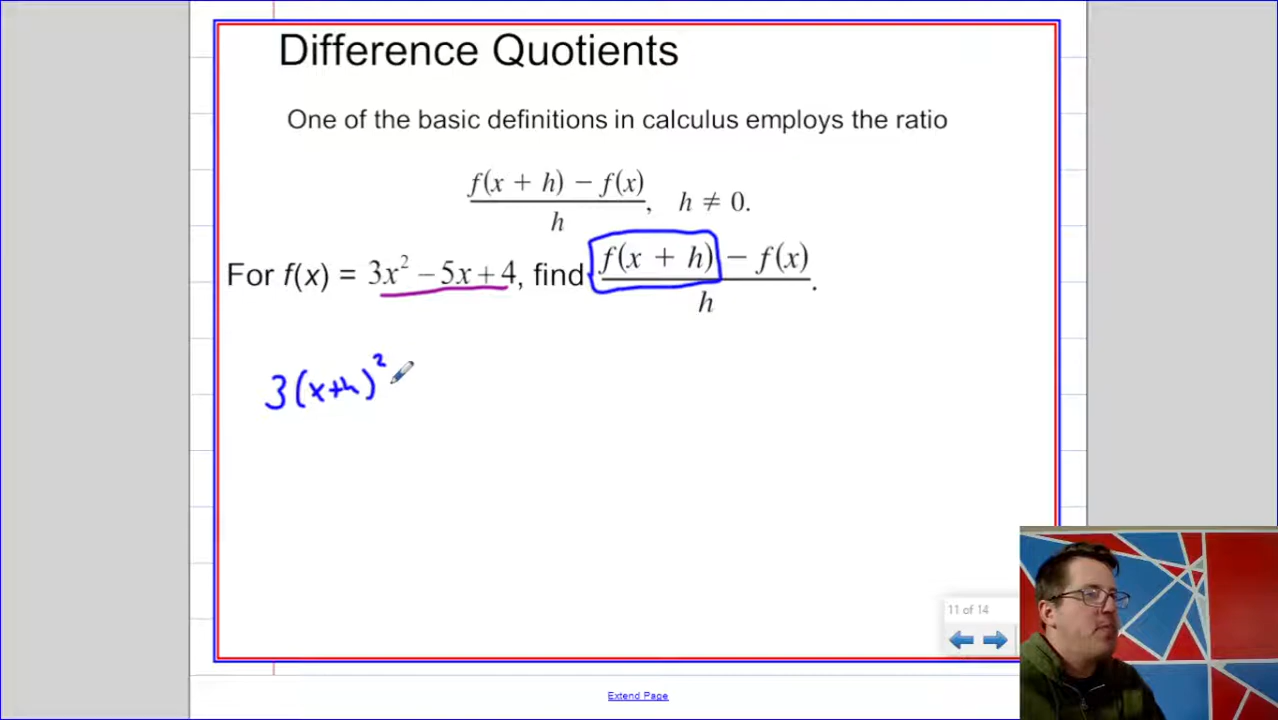 Difference Quotients
One of the basic definitions in calculus employs the ratio
f(x + h) − f(x)
h
, h ≠ 0.
For f(x) = 3x² − 5x + 4, find
f(x + h) − f(x)
h
.
3(x+h)²
11 of 14
Extend Page